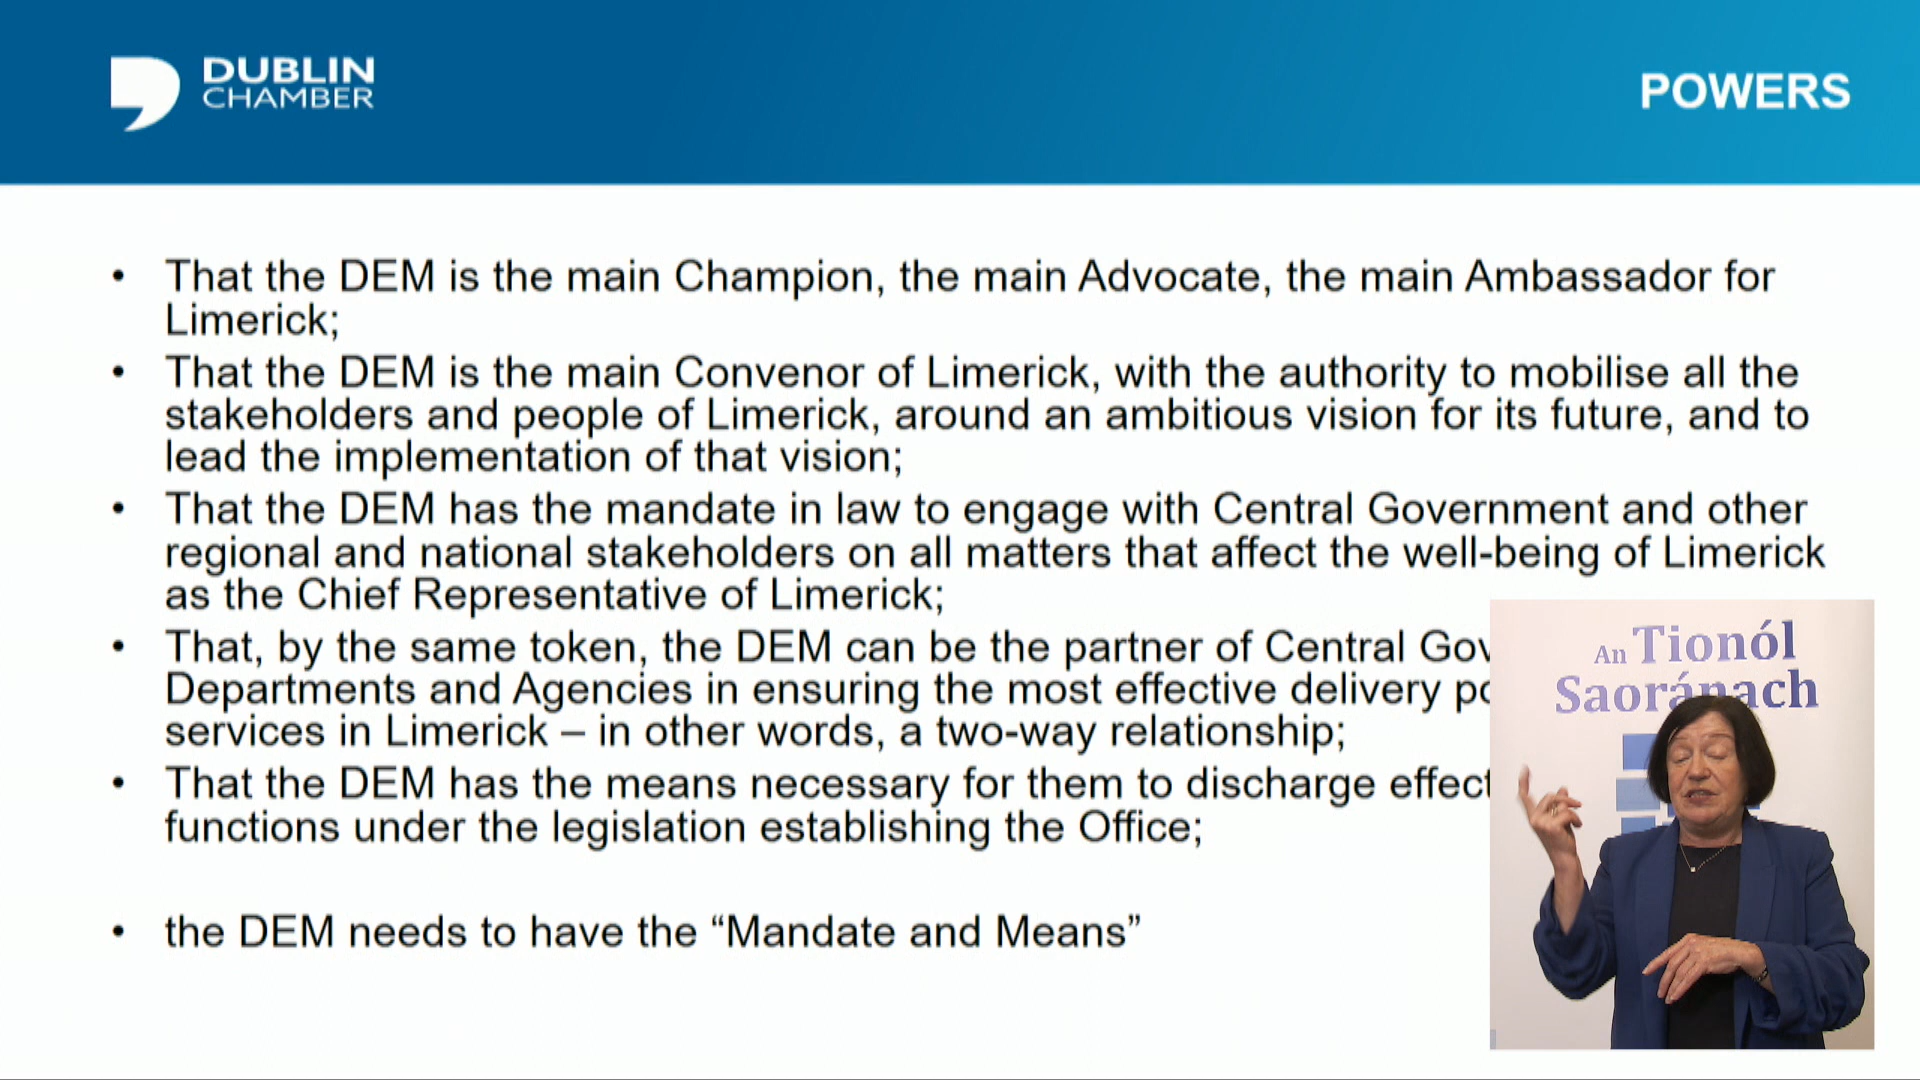 DUBLIN
CHAMBER
POWERS
• That the DEM is the main Champion, the main Advocate, the main Ambassador for
Limerick;
• That the DEM is the main Convenor of Limerick, with the authority to mobilise all the
stakeholders and people of Limerick, around an ambitious vision for its future, and to
lead the implementation of that vision;
• That the DEM has the mandate in law to engage with Central Government and other
regional and national stakeholders on all matters that affect the well-being of Limerick
as the Chief Representative of Limerick;
• That, by the same token, the DEM can be the partner of Central
Departments and Agencies in ensuring the most effective delivery
services in Limerick – in other words, a two-way relationship;
• That the DEM has the means necessary for them to discharge
functions under the legislation establishing the Office;
• the DEM needs to have the “Mandate and Means”
An Tionól
Saoránach